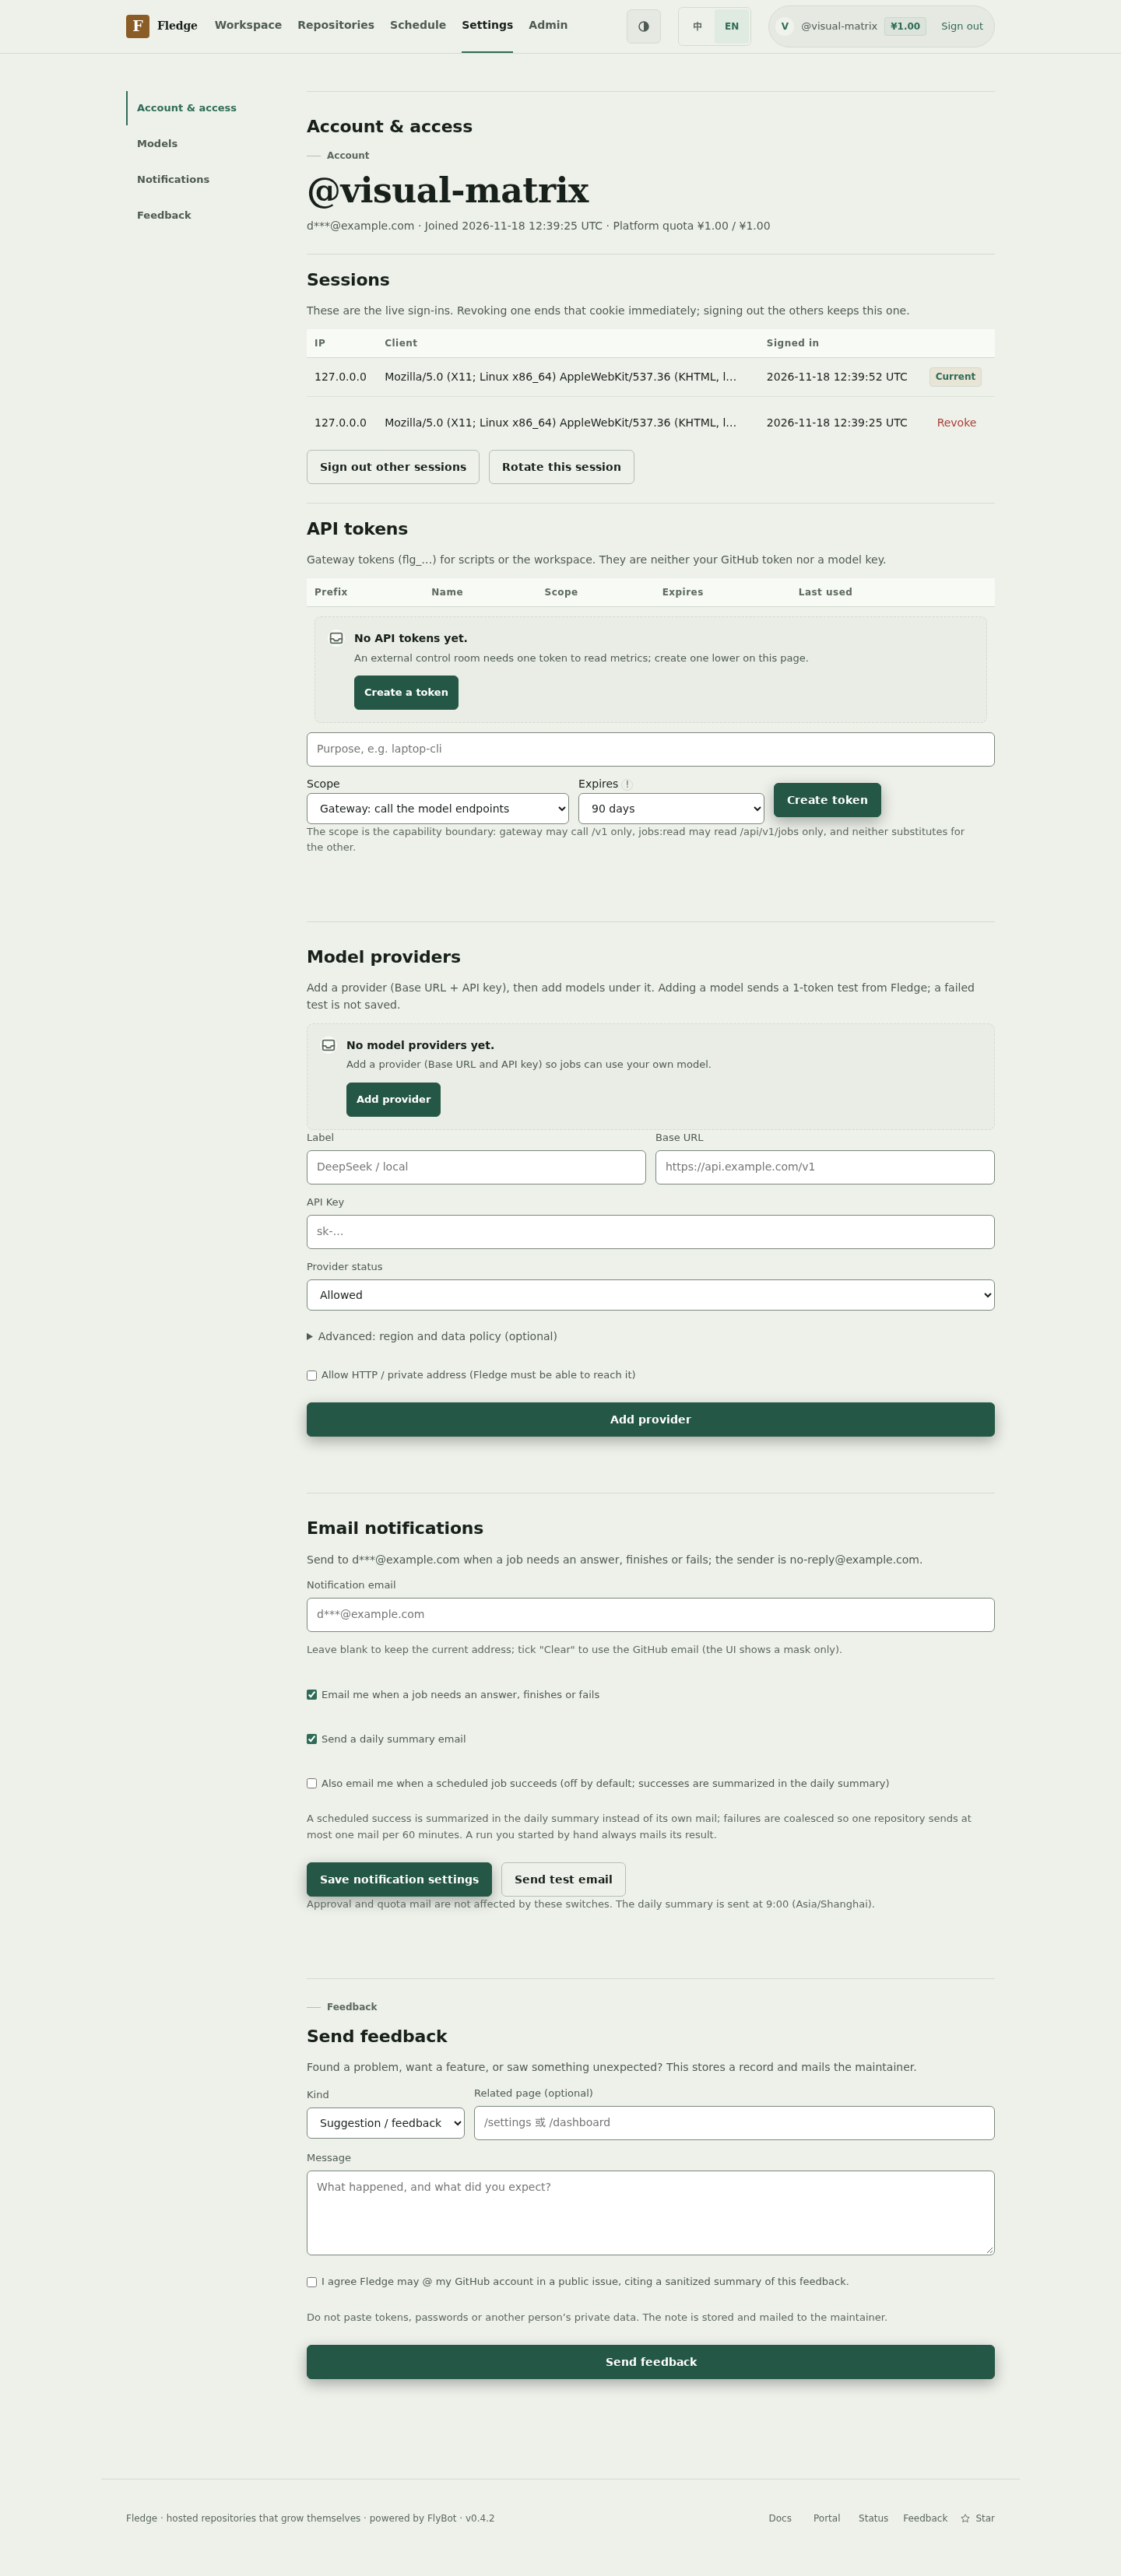 F Fledge Workspace Repositories Schedule Settings Admin 中 EN V @visual-matrix ¥1.00 Sign out
Account & access
Models
Notifications
Feedback
Account & access
Account
@visual-matrix
d***@example.com · Joined 2026-11-18 12:39:25 UTC · Platform quota ¥1.00 / ¥1.00
Sessions
These are the live sign-ins. Revoking one ends that cookie immediately; signing out the others keeps this one.
IP Client Signed in
127.0.0.0 Mozilla/5.0 (X11; Linux x86_64) AppleWebKit/537.36 (KHTML, l… 2026-11-18 12:39:52 UTC Current
127.0.0.0 Mozilla/5.0 (X11; Linux x86_64) AppleWebKit/537.36 (KHTML, l… 2026-11-18 12:39:25 UTC Revoke
Sign out other sessions Rotate this session
API tokens
Gateway tokens (flg_…) for scripts or the workspace. They are neither your GitHub token nor a model key.
Prefix Name Scope Expires Last used
No API tokens yet.
An external control room needs one token to read metrics; create one lower on this page.
Create a token
Purpose, e.g. laptop-cli
Scope Expires !
Gateway: call the model endpoints 90 days Create token
The scope is the capability boundary: gateway may call /v1 only, jobs:read may read /api/v1/jobs only, and neither substitutes for
the other.
Model providers
Add a provider (Base URL + API key), then add models under it. Adding a model sends a 1-token test from Fledge; a failed
test is not saved.
No model providers yet.
Add a provider (Base URL and API key) so jobs can use your own model.
Add provider
Label Base URL
DeepSeek / local https://api.example.com/v1
API Key
sk-…
Provider status
Allowed
Advanced: region and data policy (optional)
Allow HTTP / private address (Fledge must be able to reach it)
Add provider
Email notifications
Send to d***@example.com when a job needs an answer, finishes or fails; the sender is no-reply@example.com.
Notification email
d***@example.com
Leave blank to keep the current address; tick "Clear" to use the GitHub email (the UI shows a mask only).
Email me when a job needs an answer, finishes or fails
Send a daily summary email
Also email me when a scheduled job succeeds (off by default; successes are summarized in the daily summary)
A scheduled success is summarized in the daily summary instead of its own mail; failures are coalesced so one repository sends at
most one mail per 60 minutes. A run you started by hand always mails its result.
Save notification settings Send test email
Approval and quota mail are not affected by these switches. The daily summary is sent at 9:00 (Asia/Shanghai).
Feedback
Send feedback
Found a problem, want a feature, or saw something unexpected? This stores a record and mails the maintainer.
Kind Related page (optional)
Suggestion / feedback /settings 或 /dashboard
Message
What happened, and what did you expect?
I agree Fledge may @ my GitHub account in a public issue, citing a sanitized summary of this feedback.
Do not paste tokens, passwords or another person’s private data. The note is stored and mailed to the maintainer.
Send feedback
Fledge · hosted repositories that grow themselves · powered by FlyBot · v0.4.2 Docs Portal Status Feedback Star